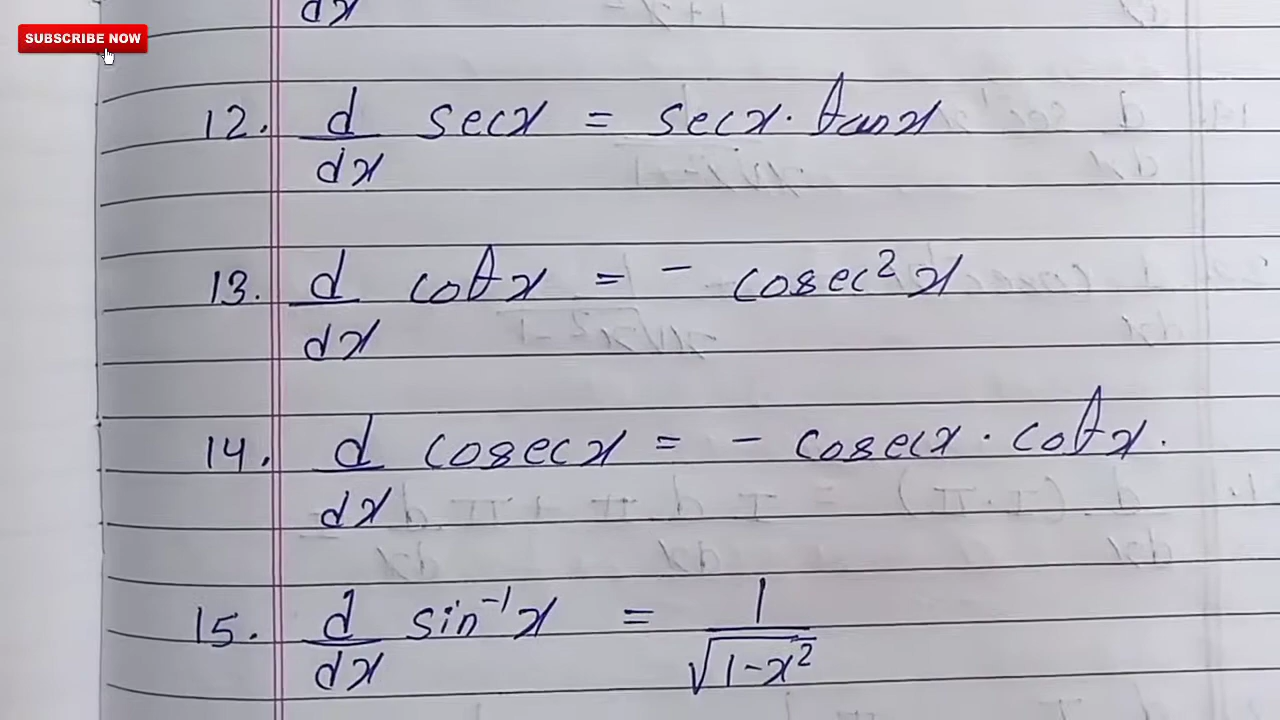 SUBSCRIBE NOW
dx
12. d/dx secx = secx · tanx
13. d/dx cotx = - cosec²x
14. d/dx cosecx = - cosecx · cotx.
15. d/dx sin⁻¹x = 1/√(1-x²)